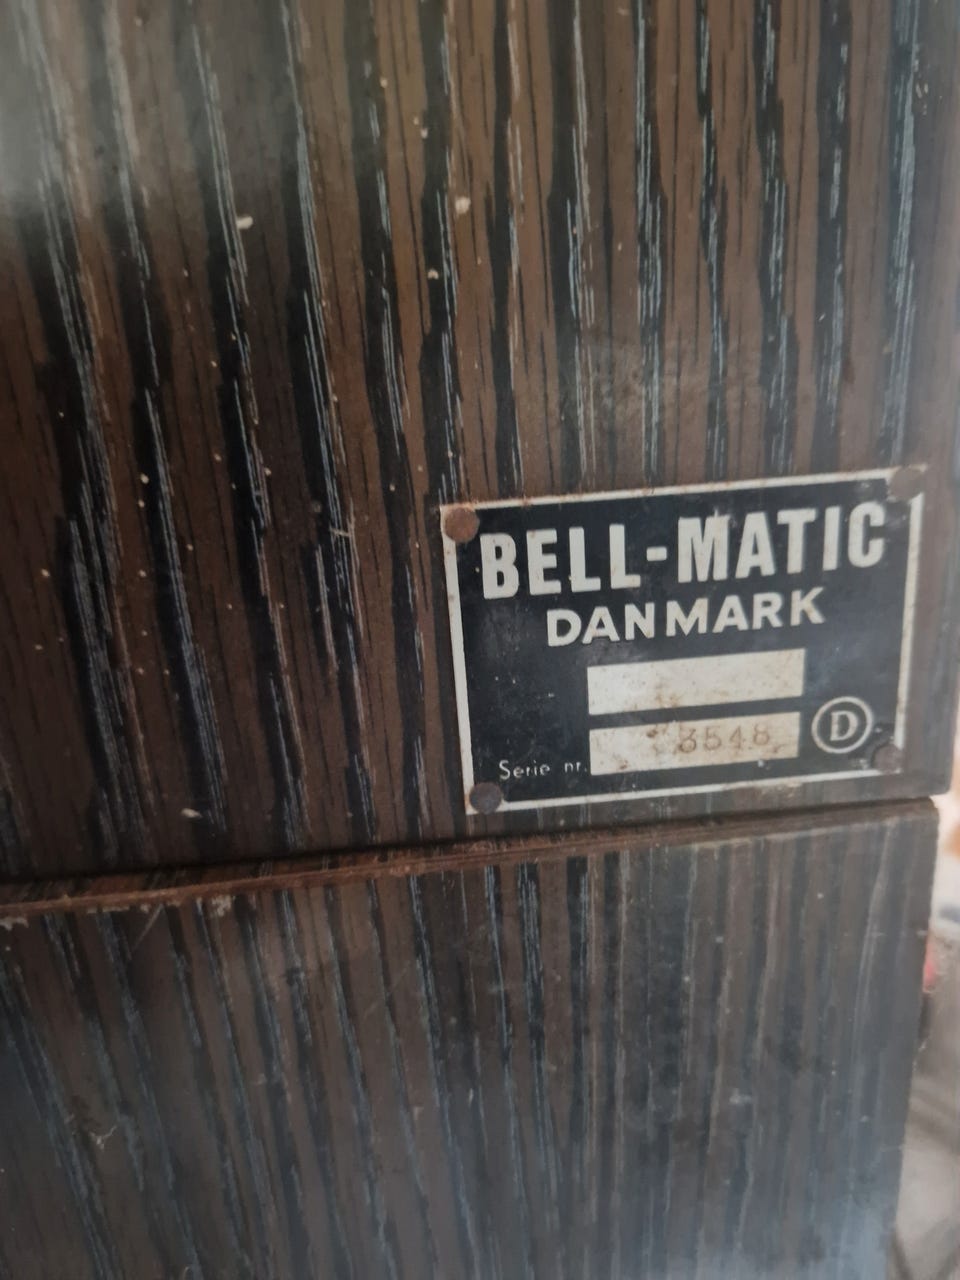 BELL-MATIC
DANMARK
Serie nr. 3548
D